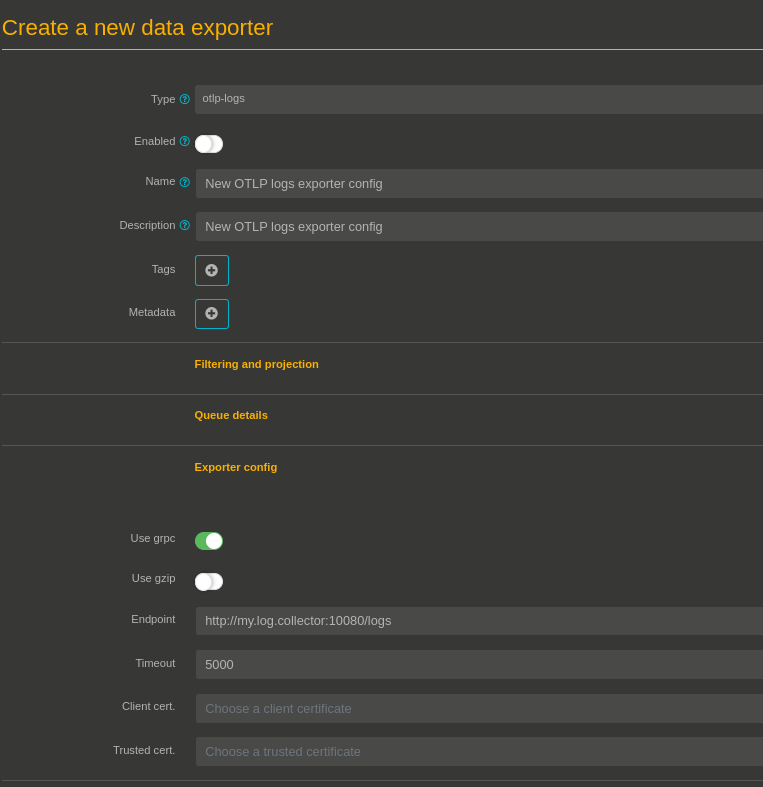 Create a new data exporter
Type
otlp-logs
Enabled
Name
New OTLP logs exporter config
Description
New OTLP logs exporter config
Tags
Metadata
Filtering and projection
Queue details
Exporter config
Use grpc
Use gzip
Endpoint
http://my.log.collector:10080/logs
Timeout
5000
Client cert.
Choose a client certificate
Trusted cert.
Choose a trusted certificate